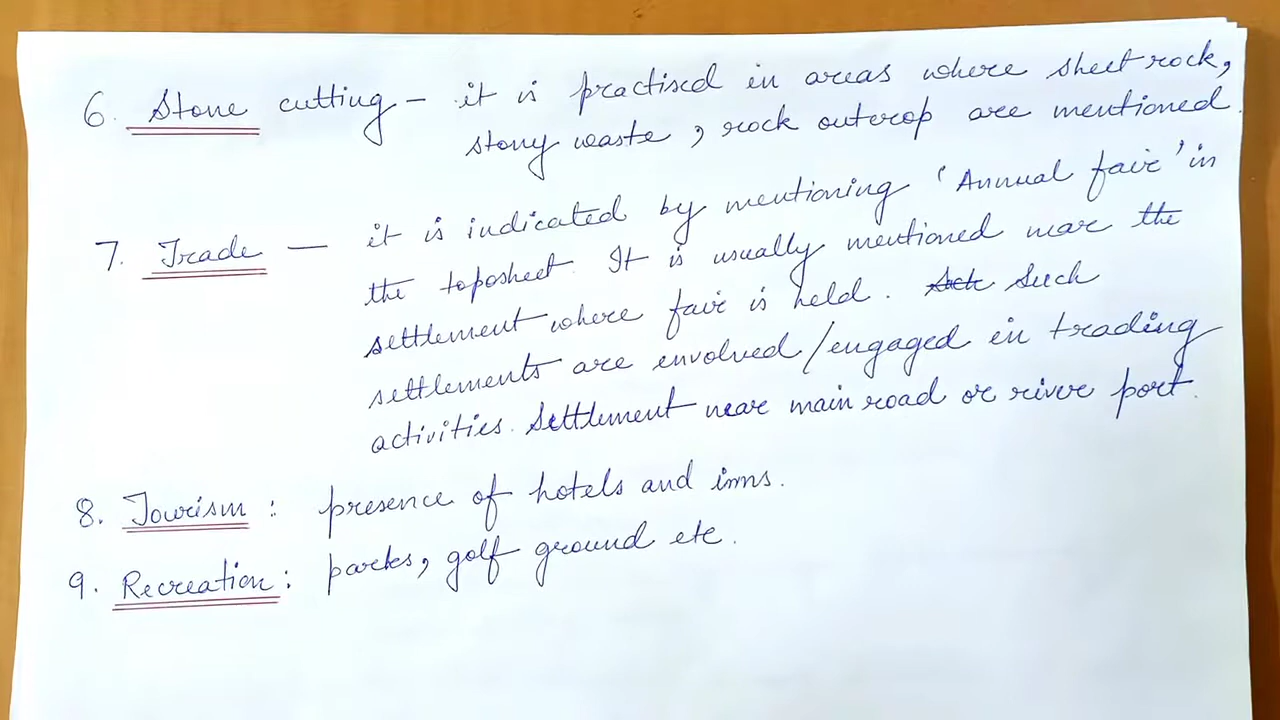 6. Stone cutting – it is practised in areas where sheet rock,
stony waste, rock outcrop are mentioned.
7. Trade — it is indicated by mentioning 'Annual fair' in
the toposheet. It is usually mentioned near the
settlement where fair is held. Such
settlements are involved/engaged in trading
activities. Settlement near main road or river port.
8. Tourism : presence of hotels and inns.
9. Recreation : parks, golf ground etc.